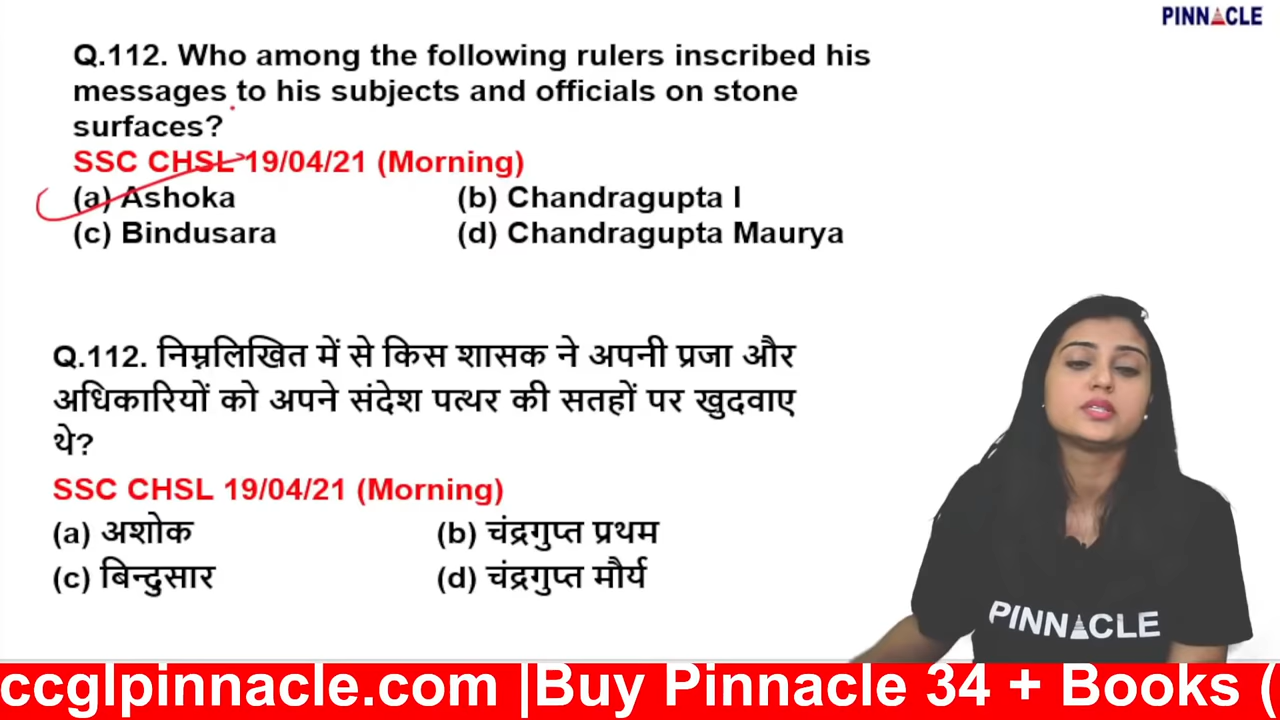 PINNACLE
Q.112. Who among the following rulers inscribed his
messages to his subjects and officials on stone
surfaces?
SSC CHSL 19/04/21 (Morning)
(a) Ashoka (b) Chandragupta I
(c) Bindusara (d) Chandragupta Maurya
Q.112. निम्नलिखित में से किस शासक ने अपनी प्रजा और
अधिकारियों को अपने संदेश पत्थर की सतहों पर खुदवाए
थे?
SSC CHSL 19/04/21 (Morning)
(a) अशोक (b) चंद्रगुप्त प्रथम
(c) बिन्दुसार (d) चंद्रगुप्त मौर्य
PINNACLE
ccglpinnacle.com |Buy Pinnacle 34 + Books (